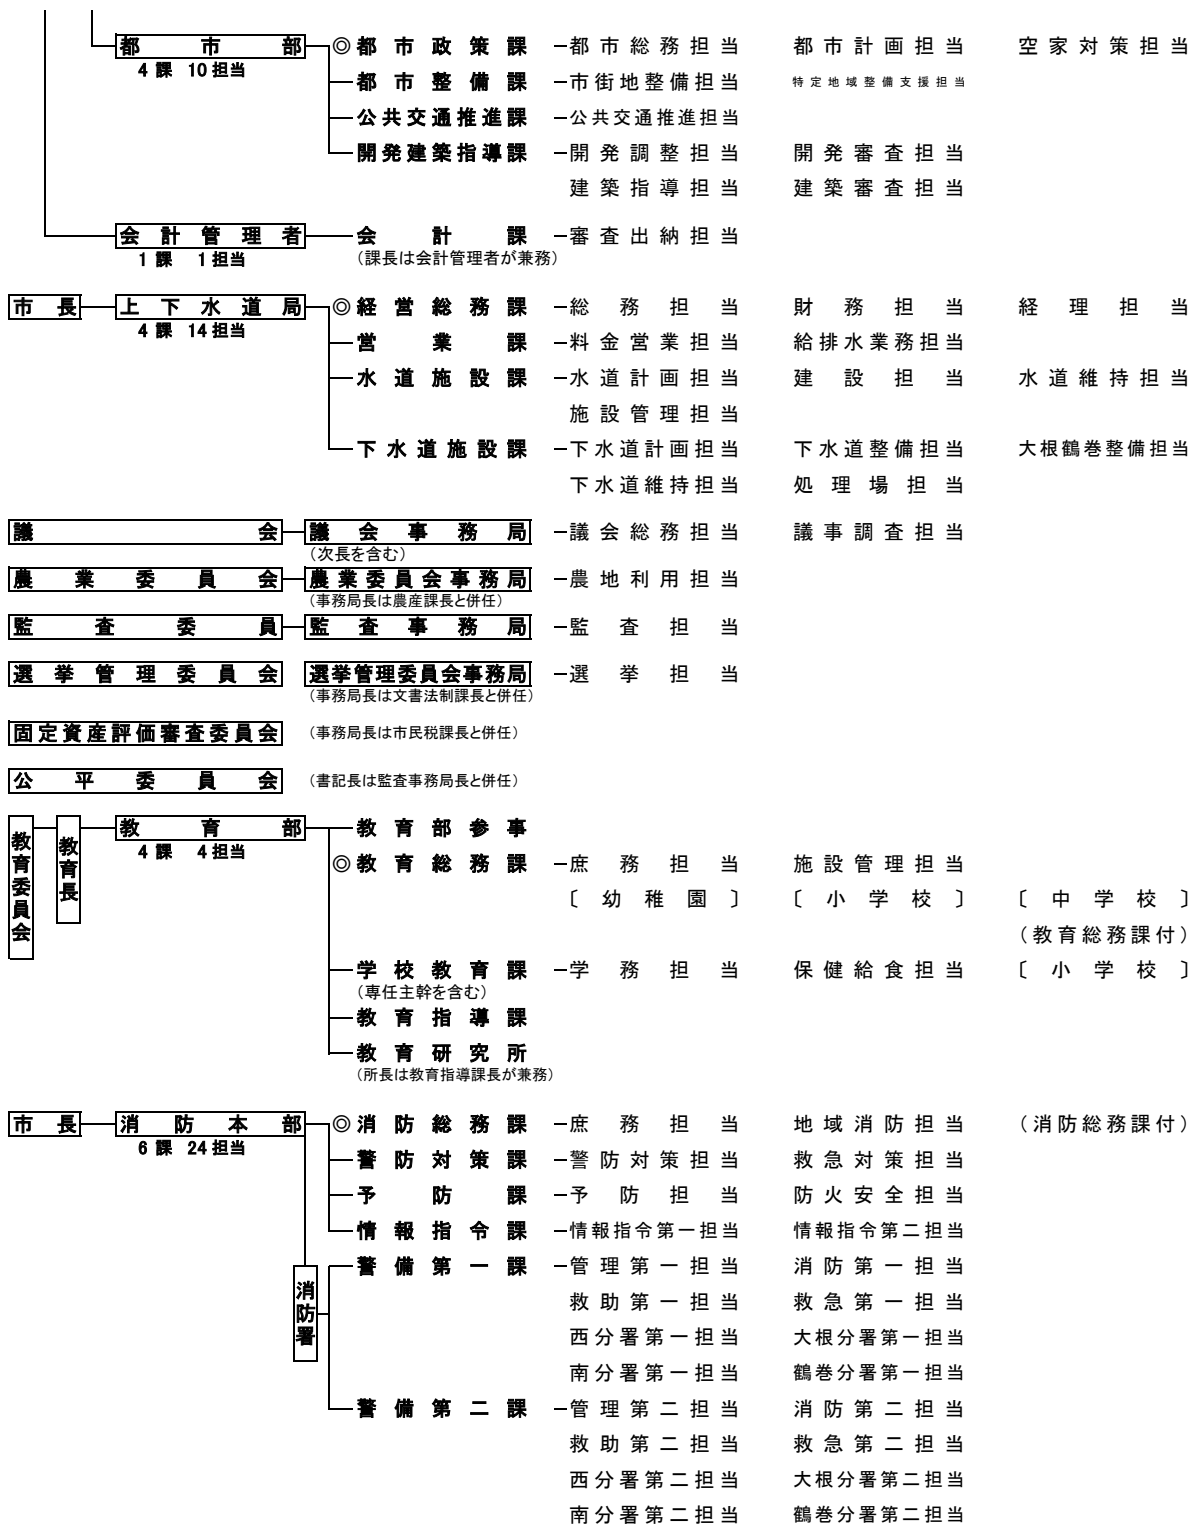 都市部 ◎都市政策課 ー都市総務担当 都市計画担当 空家対策担当
4課 10担当
都市整備課 ー市街地整備担当 特定地域整備支援担当
公共交通推進課 ー公共交通推進担当
開発建築指導課 ー開発調整担当 開発審査担当
建築指導担当 建築審査担当
会計管理者 会計課 ー審査出納担当
1課 1担当 (課長は会計管理者が兼務)
市長 上下水道局 ◎経営総務課 ー総務担当 財務担当 経理担当
4課 14担当
営業課 ー料金営業担当 給排水業務担当
水道施設課 ー水道計画担当 建設担当 水道維持担当
施設管理担当
下水道施設課 ー下水道計画担当 下水道整備担当 大根鶴巻整備担当
下水道維持担当 処理場担当
議会 議会事務局 ー議会総務担当 議事調査担当
(次長を含む)
農業委員会 農業委員会事務局 ー農地利用担当
(事務局長は農産課長と併任)
監査委員 監査事務局 ー監査担当
選挙管理委員会 選挙管理委員会事務局 ー選挙担当
(事務局長は文書法制課長と併任)
固定資産評価審査委員会 (事務局長は市民税課長と併任)
公平委員会 (書記長は監査事務局長と併任)
教育委員会 教育長 教育部 教育部参事
4課 4担当
◎教育総務課 ー庶務担当 施設管理担当
〔幼稚園〕 〔小学校〕 〔中学校〕
(教育総務課付)
学校教育課 ー学務担当 保健給食担当 〔小学校〕
(専任主幹を含む)
教育指導課
教育研究所
(所長は教育指導課長が兼務)
市長 消防本部 ◎消防総務課 ー庶務担当 地域消防担当 (消防総務課付)
6課 24担当
警防対策課 ー警防対策担当 救急対策担当
予防課 ー予防担当 防火安全担当
情報指令課 ー情報指令第一担当 情報指令第二担当
消防署 警備第一課 ー管理第一担当 消防第一担当
救助第一担当 救急第一担当
西分署第一担当 大根分署第一担当
南分署第一担当 鶴巻分署第一担当
警備第二課 ー管理第二担当 消防第二担当
救助第二担当 救急第二担当
西分署第二担当 大根分署第二担当
南分署第二担当 鶴巻分署第二担当